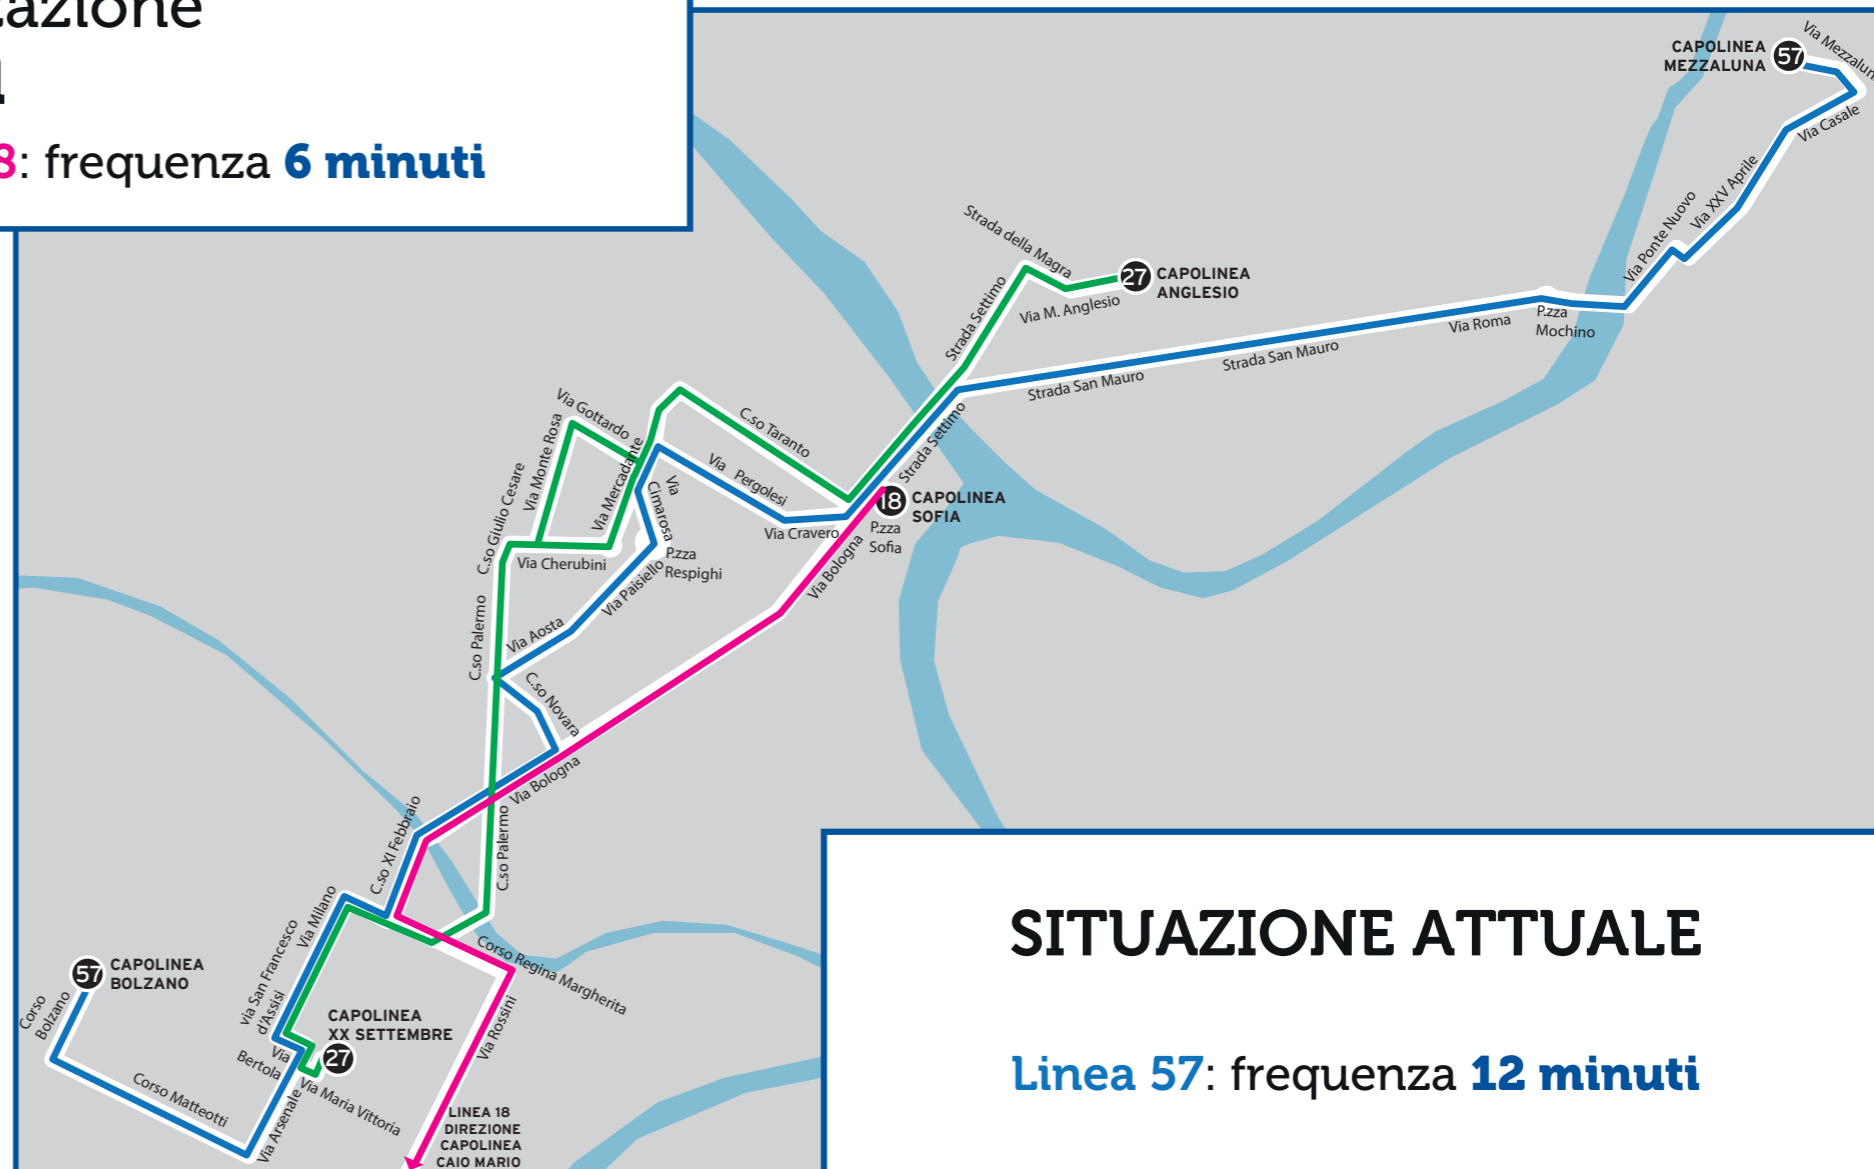 8: frequenza 6 minuti
CAPOLINEA
MEZZALUNA
57
Via Casale
Via XXV Aprile
Via Ponte Nuovo
Strada della Magra
27
CAPOLINEA
ANGLESIO
Via M. Anglesio
Strada Settimo
P.zza
Mochino
Via Roma
Strada San Mauro
Strada San Mauro
Strada Settimo
Via Gottardo
C.so Taranto
Via Monte Rosa
Via Mercadante
Via Pergolesi
Via
Cimarosa
C.so Giulio Cesare
18
CAPOLINEA
SOFIA
P.zza
Sofia
Via Cravero
Via Cherubini
P.zza
Respighi
Via Bologna
Via Paisiello
Via Aosta
C.so Palermo
C.so Novara
Via Bologna
C.so XI Febbraio
C.so Palermo
Via Milano
via San Francesco
d'Assisi
Corso Regina Margherita
57
CAPOLINEA
BOLZANO
Corso
Bolzano
CAPOLINEA
XX SETTEMBRE
27
Via Rossini
Via
Bertola
Via Maria Vittoria
Corso Matteotti
Via Arsenale
LINEA 18
DIREZIONE
CAPOLINEA
CAIO MARIO
SITUAZIONE ATTUALE
Linea 57: frequenza 12 minuti